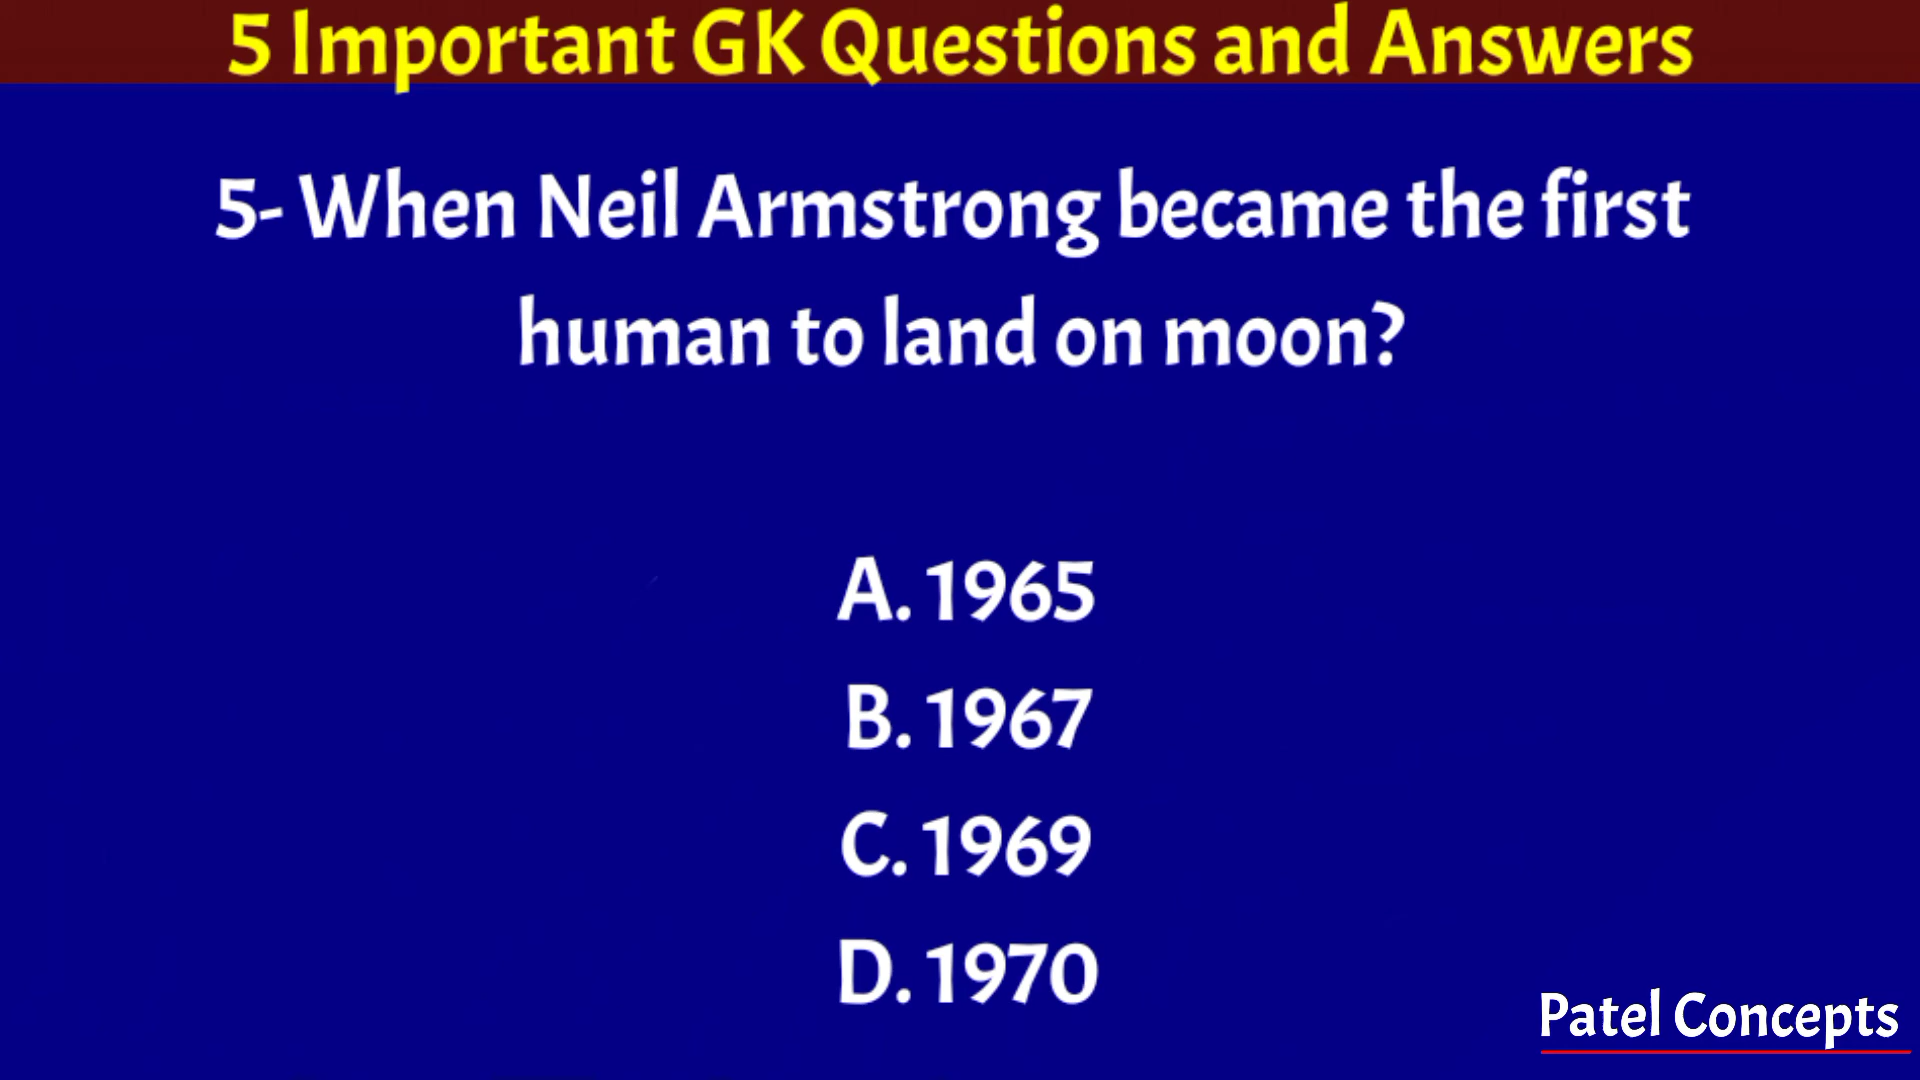 5 Important GK Questions and Answers
5- When Neil Armstrong became the first
human to land on moon?
A. 1965
B. 1967
C. 1969
D. 1970
Patel Concepts